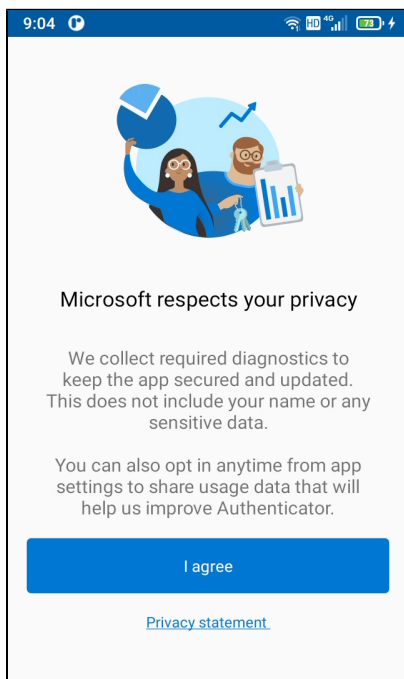 9:04
HD 4G 73
Microsoft respects your privacy
We collect required diagnostics to
keep the app secured and updated.
This does not include your name or any
sensitive data.
You can also opt in anytime from app
settings to share usage data that will
help us improve Authenticator.
I agree
Privacy statement